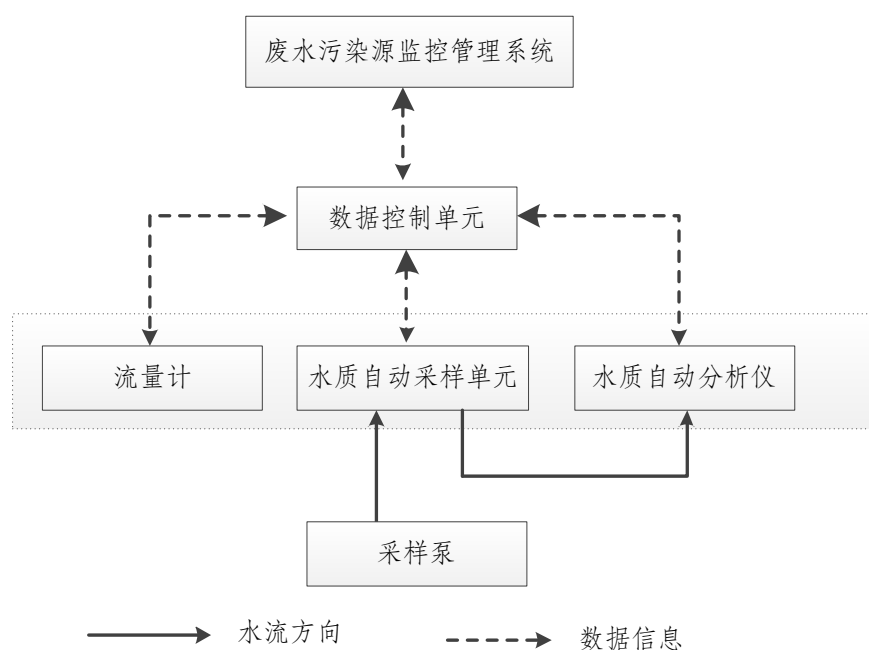 废水污染源监控管理系统
数据控制单元
流量计
水质自动采样单元
水质自动分析仪
采样泵
水流方向
数据信息